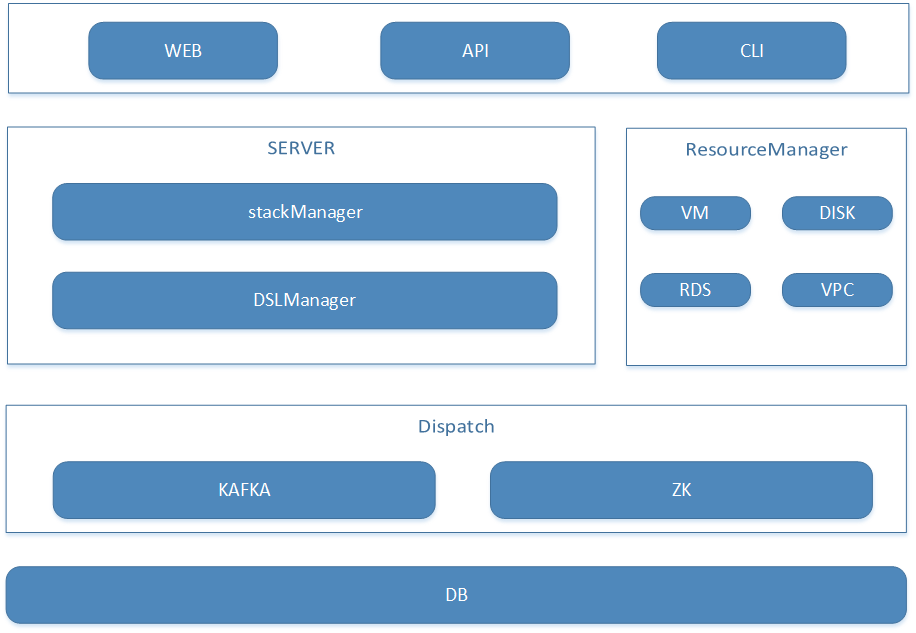 WEB
API
CLI
SERVER
stackManager
DSLManager
ResourceManager
VM
DISK
RDS
VPC
Dispatch
KAFKA
ZK
DB